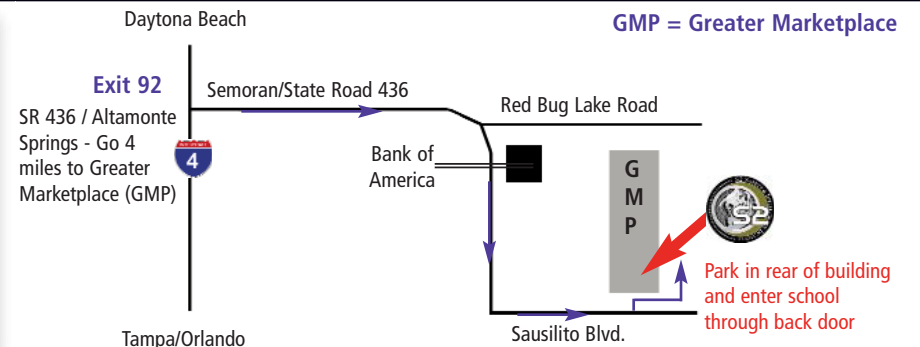 Daytona Beach
GMP = Greater Marketplace
Exit 92
SR 436 / Altamonte
Springs - Go 4
miles to Greater
Marketplace (GMP)
4
Semoran/State Road 436
Red Bug Lake Road
Bank of
America
G
M
P
S2
Park in rear of building
and enter school
through back door
Sausilito Blvd.
Tampa/Orlando